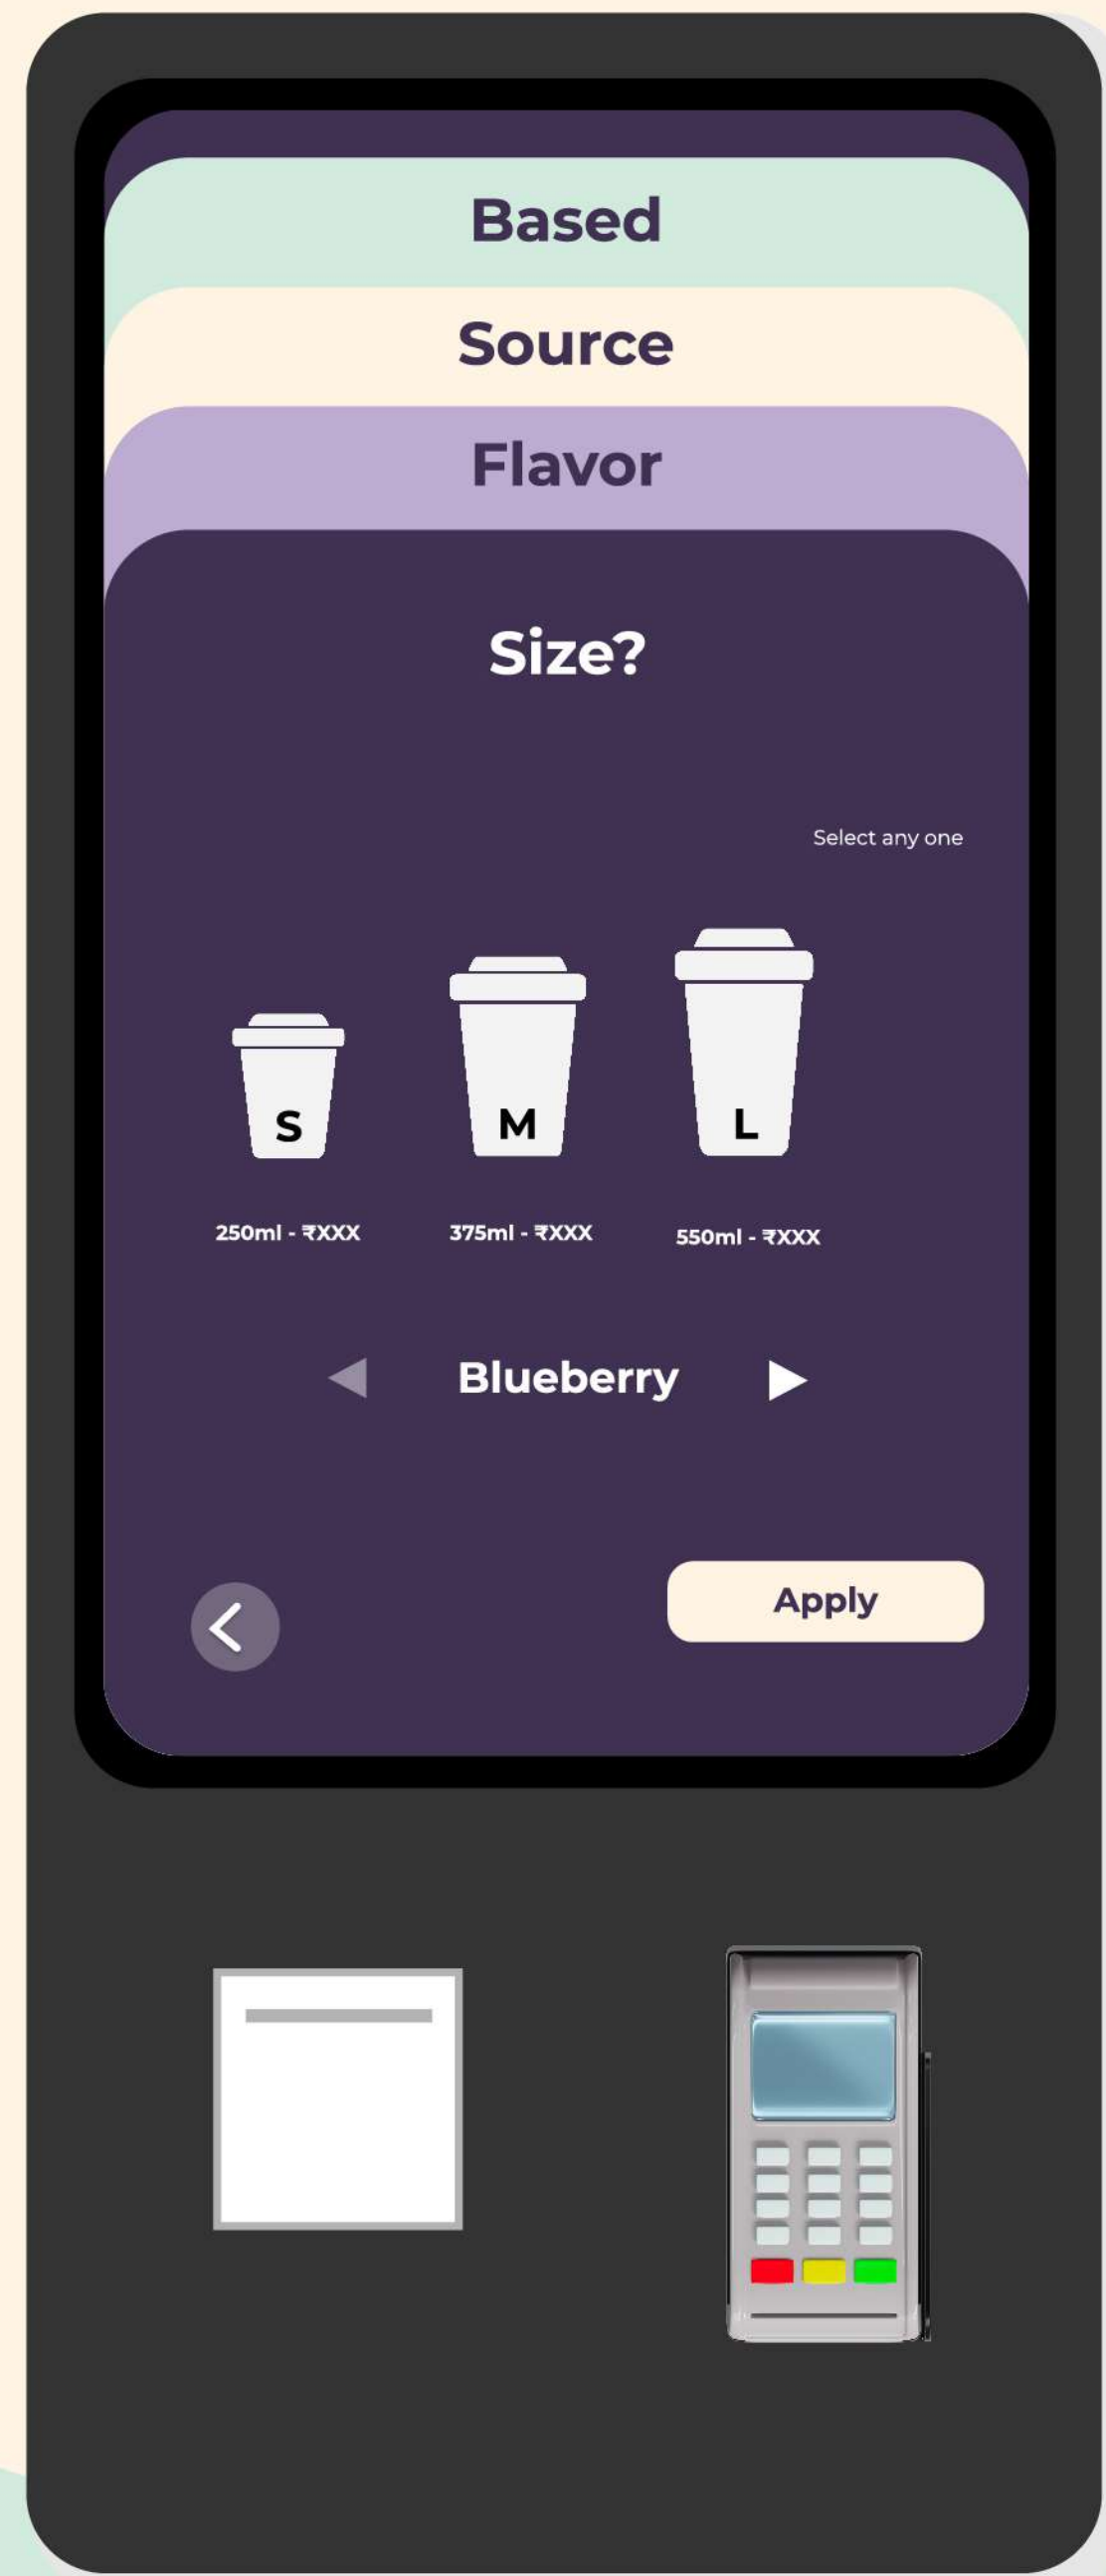 Based
Source
Flavor
Size?
Select any one
S
M
L
250ml - ₹XXX
375ml - ₹XXX
550ml - ₹XXX
Blueberry
Apply